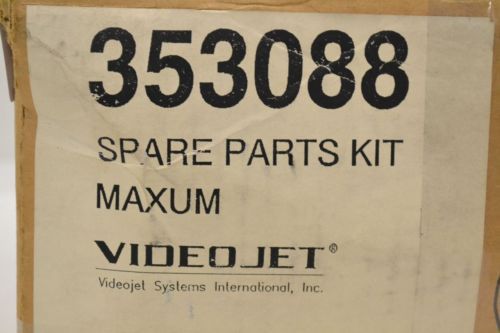 353088
SPARE PARTS KIT
MAXUM
VIDEOJET®
Videojet Systems International, Inc.